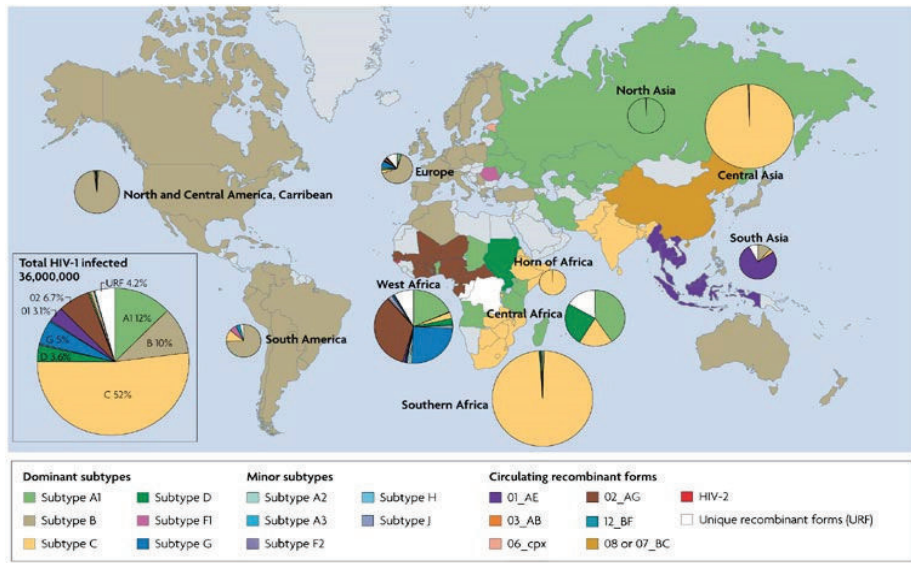 North Asia
Central Asia
Europe
North and Central America, Carribean
South Asia
Horn of Africa
West Africa
Central Africa
South America
Southern Africa
Total HIV-1 infected
36,000,000
URF 4.2%
02 6.7%
01 3.1%
A1 12%
G 5%
B 10%
D 3.6%
C 52%
Dominant subtypes
Subtype A1
Subtype B
Subtype C
Subtype D
Subtype F1
Subtype G
Minor subtypes
Subtype A2
Subtype A3
Subtype F2
Subtype H
Subtype J
Circulating recombinant forms
01_AE
03_AB
06_cpx
02_AG
12_BF
08 or 07_BC
HIV-2
Unique recombinant forms (URF)